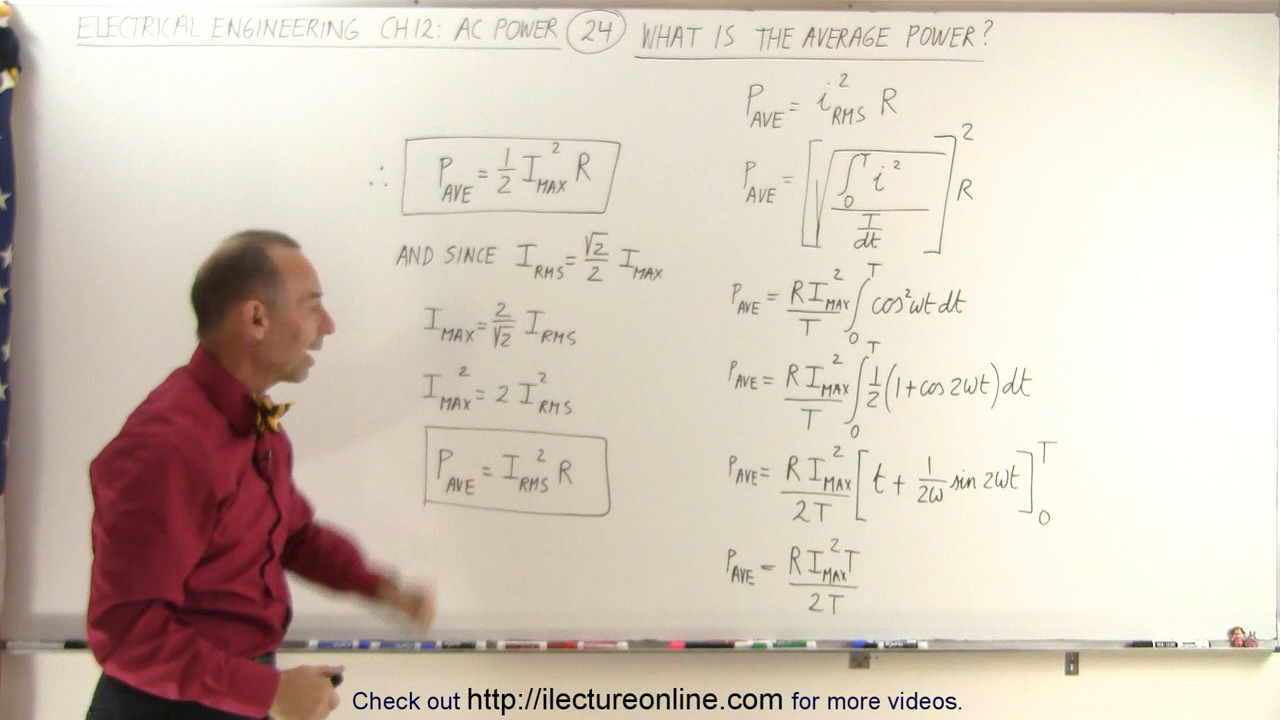 ELECTRICAL ENGINEERING CH 12: AC POWER 24 WHAT IS THE AVERAGE POWER?
P_AVE = i²_RMS R
P_AVE = [√(∫₀ᵀ i² / (I/dt))]² R
P_AVE = (R I²_MAX / T) ∫₀ᵀ cos²ωt dt
P_AVE = (R I²_MAX / T) ∫₀ᵀ ½(1 + cos 2ωt) dt
P_AVE = (R I²_MAX / 2T) [t + (1/2ω) sin 2ωt]₀ᵀ
P_AVE = R I²_MAX T / 2T
∴ P_AVE = ½ I²_MAX R
AND SINCE I_RMS = (√2/2) I_MAX
I_MAX = (2/√2) I_RMS
I²_MAX = 2 I²_RMS
P_AVE = I²_RMS R
Check out http://ilectureonline.com for more videos.